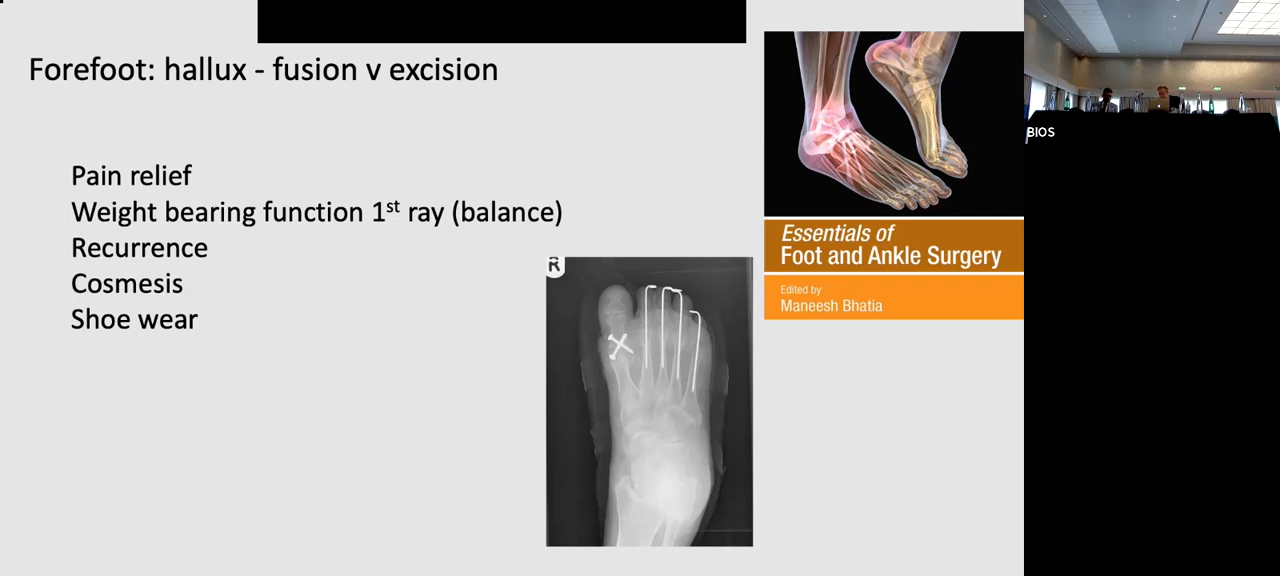 Forefoot: hallux - fusion v excision
Pain relief
Weight bearing function 1st ray (balance)
Recurrence
Cosmesis
Shoe wear
R
Essentials of
Foot and Ankle Surgery
Edited by
Maneesh Bhatia
BIOS